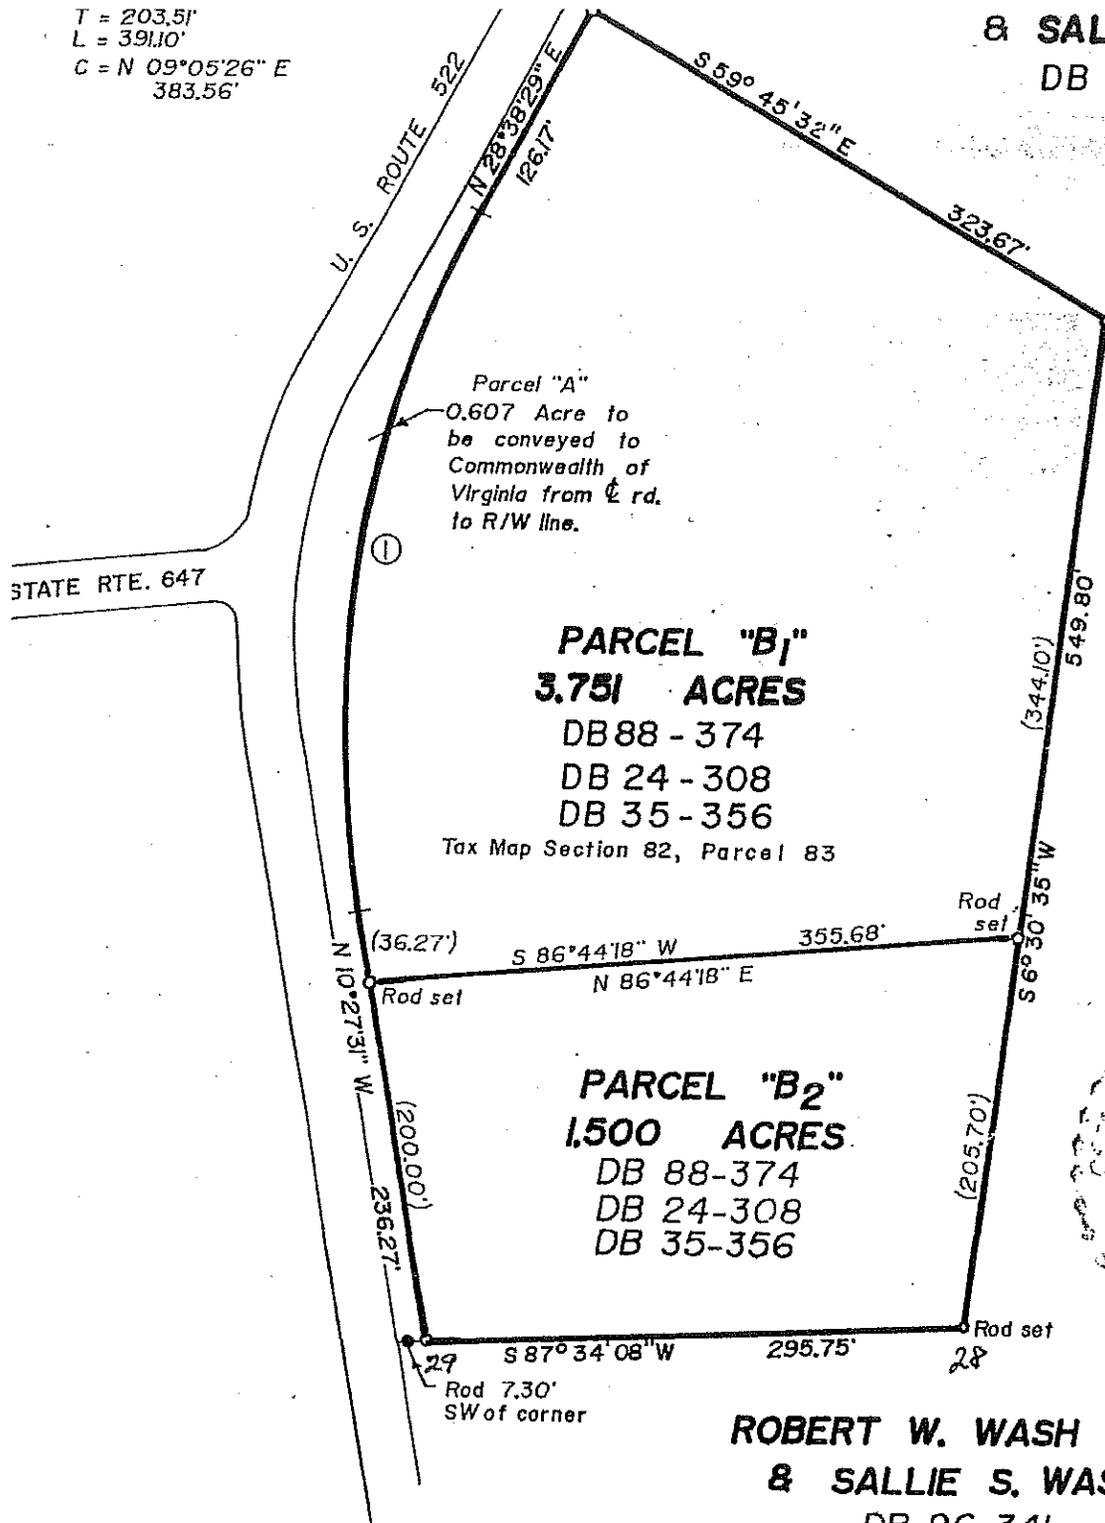 T = 203.51'
L = 391.10'
C = N 09°05'26" E
383.56'
& SAL
DB
U. S. ROUTE 522
N 28°38'29" E
126.17'
S 59° 45'32" E
323.67'
Parcel "A"
0.607 Acre to
be conveyed to
Commonwealth of
Virginia from ℄ rd.
to R/W line.
1
STATE RTE. 647
549.80'
(344.10')
S 6° 30' 35" W
PARCEL "B1"
3.751 ACRES
DB 88-374
DB 24-308
DB 35-356
Tax Map Section 82, Parcel 83
Rod
set
(36.27')
S 86°44'18" W 355.68'
N 86°44'18" E
Rod set
N 10°27'31" W
236.27'
(200.00')
PARCEL "B2"
1.500 ACRES
DB 88-374
DB 24-308
DB 35-356
(205.70')
Rod set
28
29
S 87° 34' 08" W 295.75'
Rod 7.30'
SW of corner
ROBERT W. WASH
& SALLIE S. WAS
DB 96-341